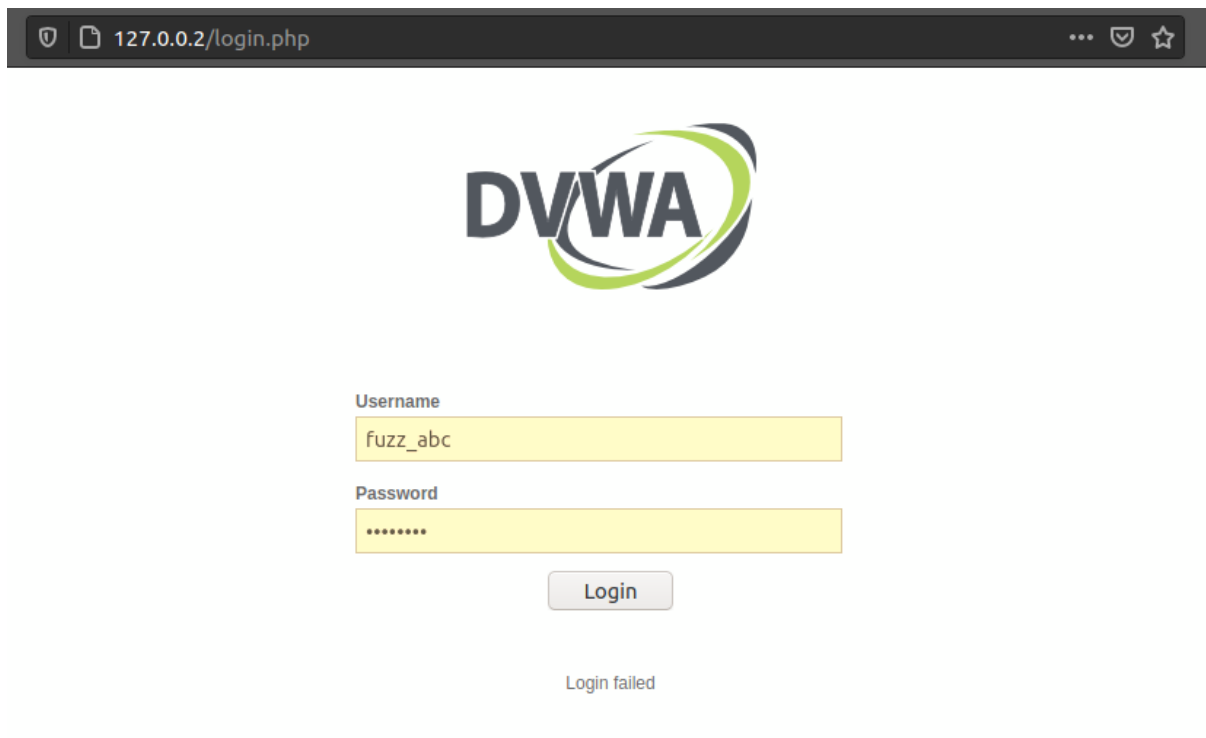 127.0.0.2/login.php
DVWA
Username
fuzz_abc
Password
••••••••
Login
Login failed